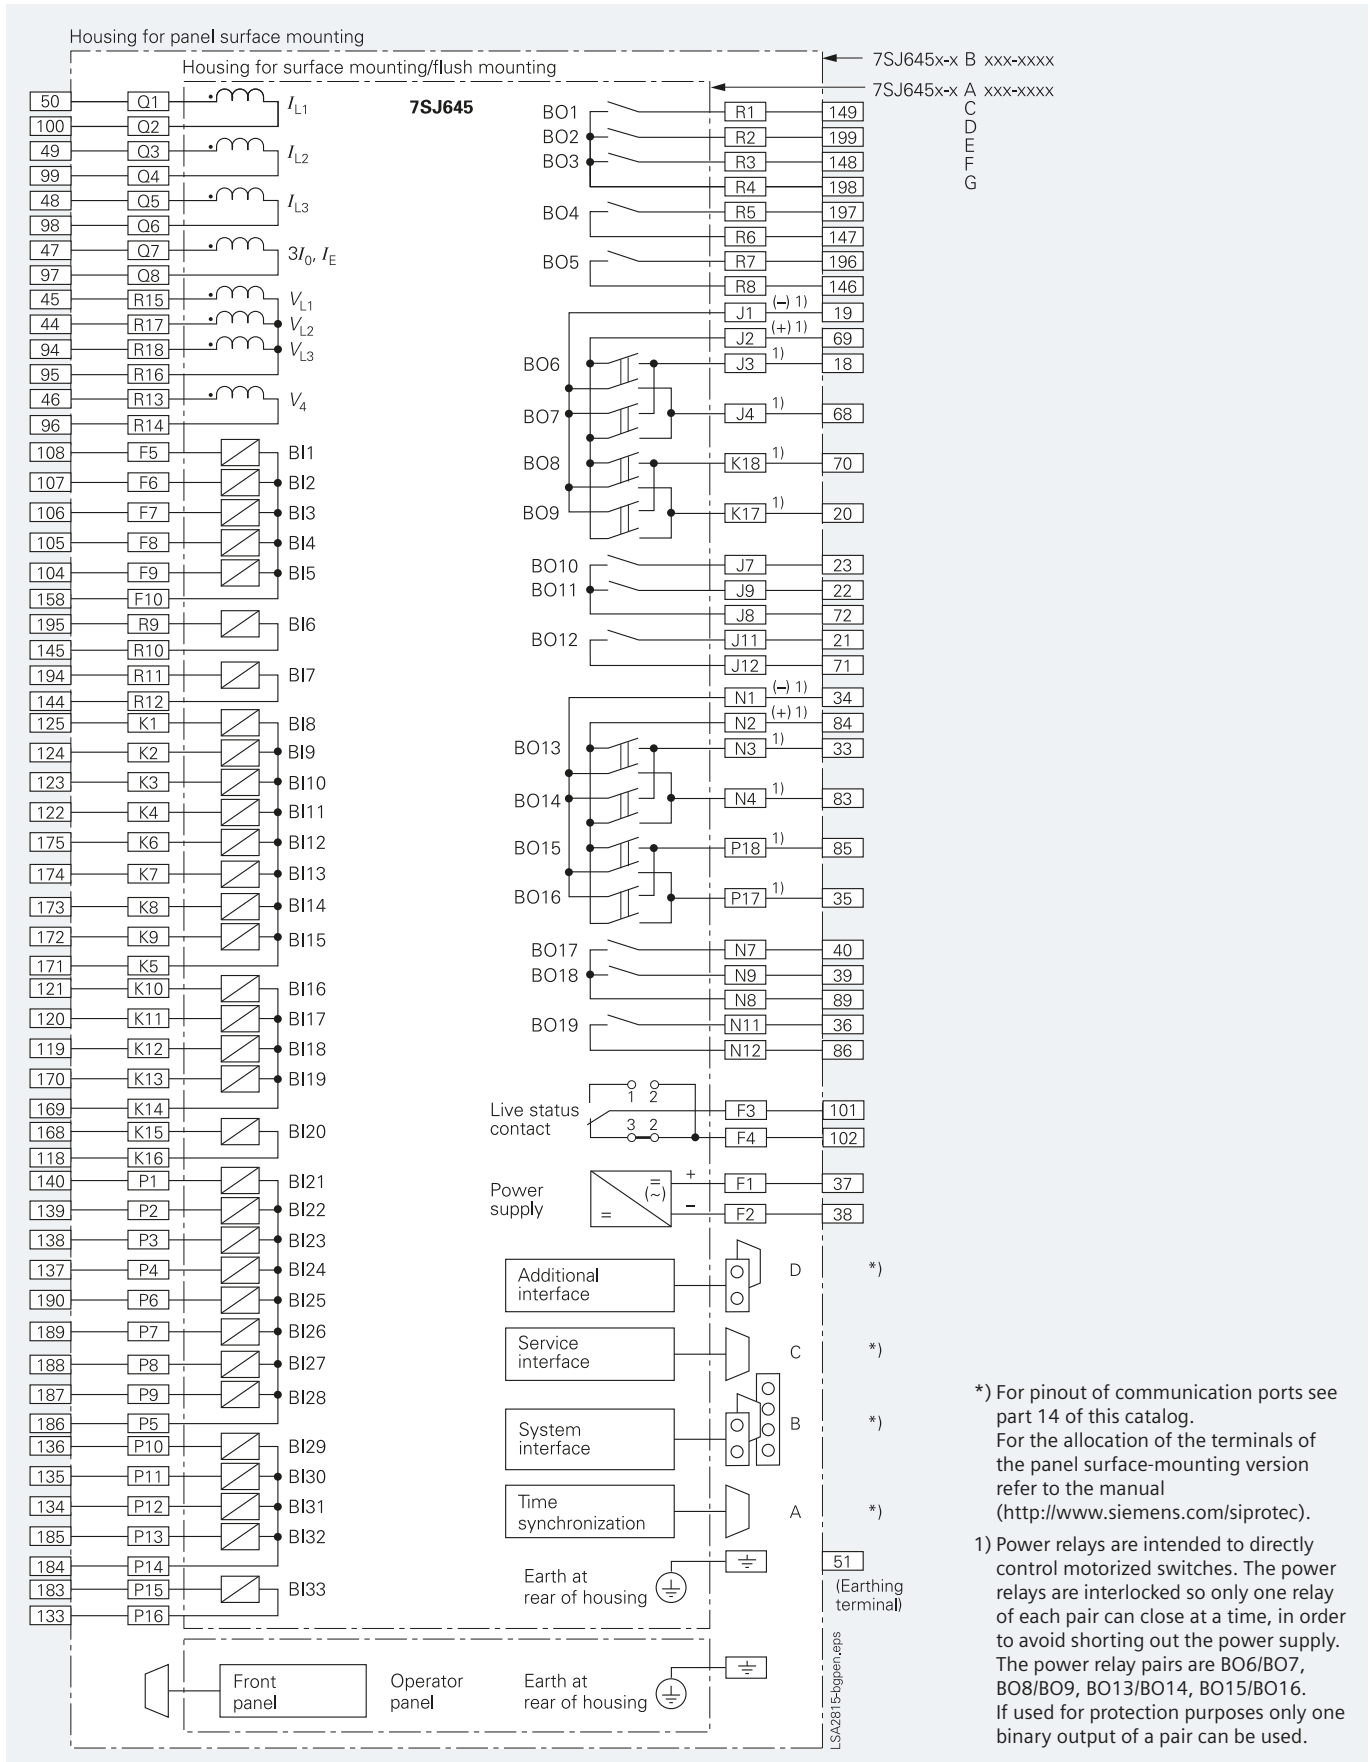 Housing for panel surface mounting
Housing for surface mounting/flush mounting
7SJ645
7SJ645x-x B xxx-xxxx
7SJ645x-x A xxx-xxxx
C
D
E
F
G
50 Q1 I L1
100 Q2
49 Q3 I L2
99 Q4
48 Q5 I L3
98 Q6
47 Q7 3I0, IE
97 Q8
45 R15 V L1
44 R17 V L2
94 R18 V L3
95 R16
46 R13 V4
96 R14
108 F5 BI1
107 F6 BI2
106 F7 BI3
105 F8 BI4
104 F9 BI5
158 F10
195 R9 BI6
145 R10
194 R11 BI7
144 R12
125 K1 BI8
124 K2 BI9
123 K3 BI10
122 K4 BI11
175 K6 BI12
174 K7 BI13
173 K8 BI14
172 K9 BI15
171 K5
121 K10 BI16
120 K11 BI17
119 K12 BI18
170 K13 BI19
169 K14
168 K15 BI20
118 K16
140 P1 BI21
139 P2 BI22
138 P3 BI23
137 P4 BI24
190 P6 BI25
189 P7 BI26
188 P8 BI27
187 P9 BI28
186 P5
136 P10 BI29
135 P11 BI30
134 P12 BI31
185 P13 BI32
184 P14
183 P15 BI33
133 P16
BO1 R1 149
BO2 R2 199
BO3 R3 148
R4 198
BO4 R5 197
R6 147
BO5 R7 196
R8 146
J1 (–) 1) 19
J2 (+) 1) 69
BO6 J3 1) 18
BO7 J4 1) 68
BO8 K18 1) 70
BO9 K17 1) 20
BO10 J7 23
BO11 J9 22
J8 72
BO12 J11 21
J12 71
N1 (–) 1) 34
N2 (+) 1) 84
BO13 N3 1) 33
BO14 N4 1) 83
BO15 P18 1) 85
BO16 P17 1) 35
BO17 N7 40
BO18 N9 39
N8 89
BO19 N11 36
N12 86
1 2
Live status
contact
3 2
F3 101
F4 102
Power
supply
= (~) =
+ F1 37
– F2 38
Additional
interface
D *)
Service
interface
C *)
System
interface
B *)
Time
synchronization
A *)
Earth at
rear of housing
51
(Earthing
terminal)
Front
panel
Operator
panel
Earth at
rear of housing
LSA2815-bgpen.eps
*) For pinout of communication ports see
part 14 of this catalog.
For the allocation of the terminals of
the panel surface-mounting version
refer to the manual
(http://www.siemens.com/siprotec).
1) Power relays are intended to directly
control motorized switches. The power
relays are interlocked so only one relay
of each pair can close at a time, in order
to avoid shorting out the power supply.
The power relay pairs are BO6/BO7,
BO8/BO9, BO13/BO14, BO15/BO16.
If used for protection purposes only one
binary output of a pair can be used.